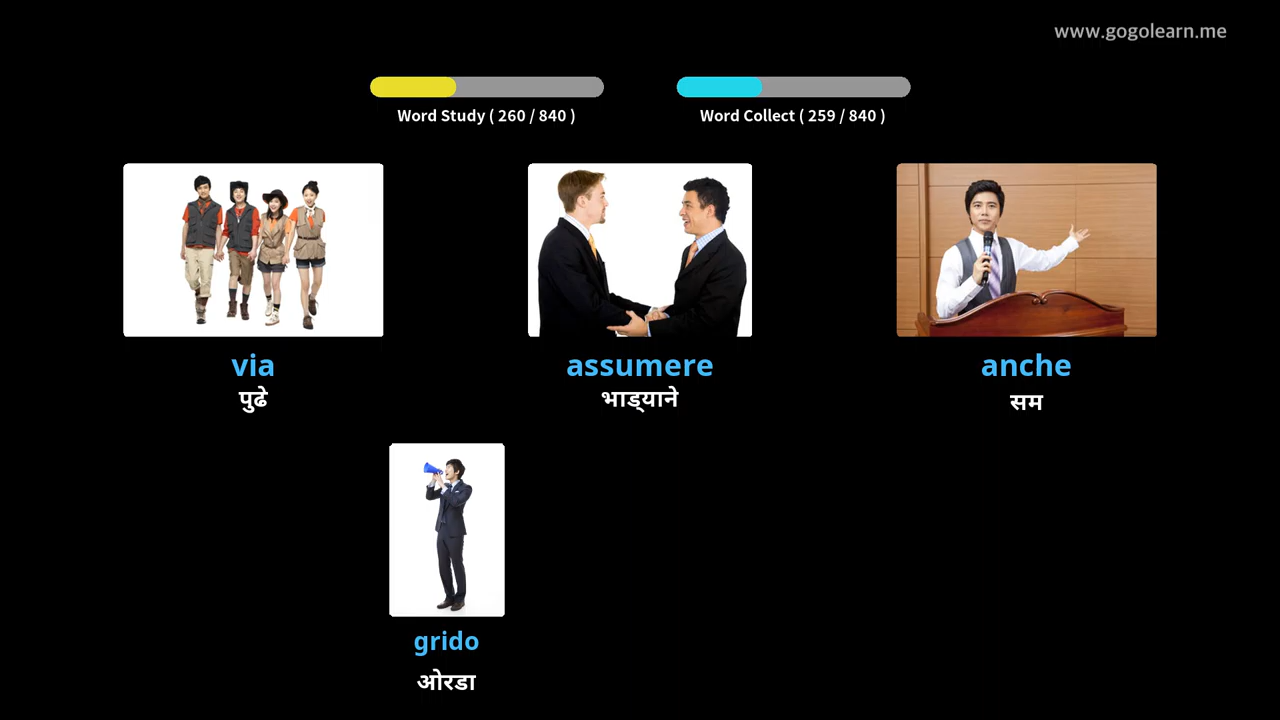 www.gogolearn.me
Word Study ( 260 / 840 )
Word Collect ( 259 / 840 )
via
पुढे
assumere
भाड्याने
anche
सम
grido
ओरडा